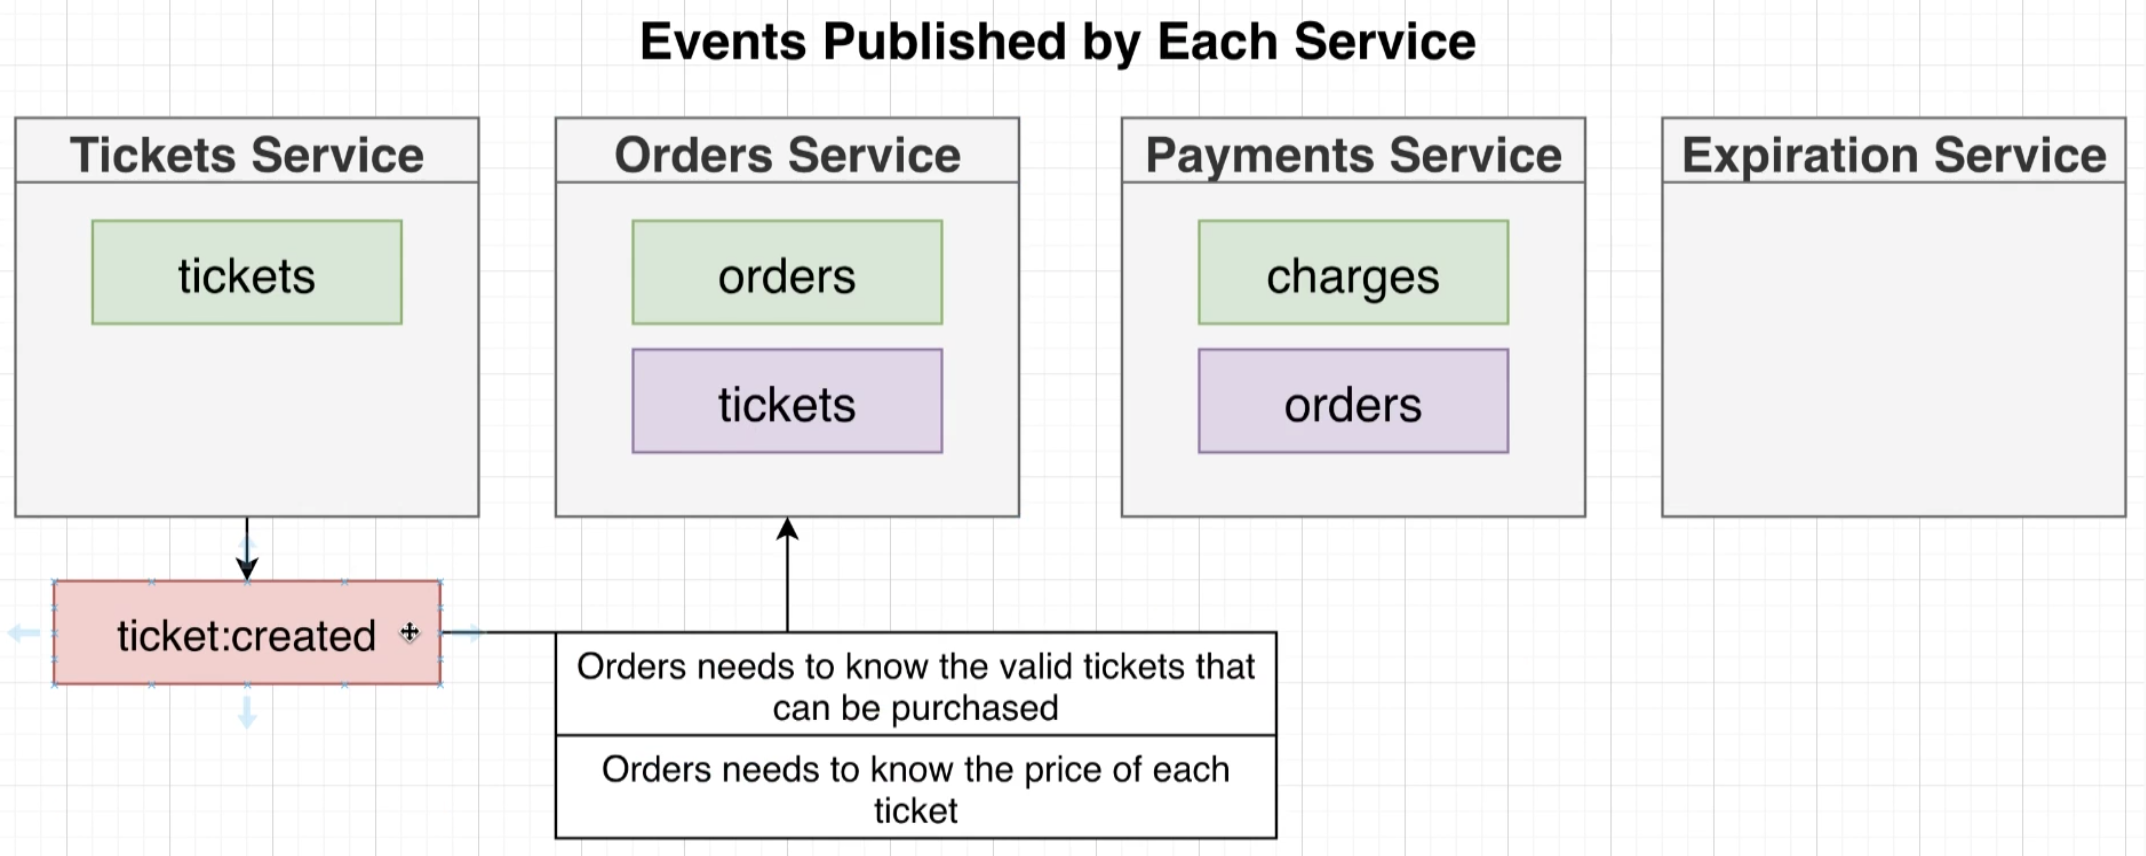 Events Published by Each Service
Tickets Service
tickets
Orders Service
orders
tickets
Payments Service
charges
orders
Expiration Service
ticket:created
Orders needs to know the valid tickets that
can be purchased
Orders needs to know the price of each
ticket